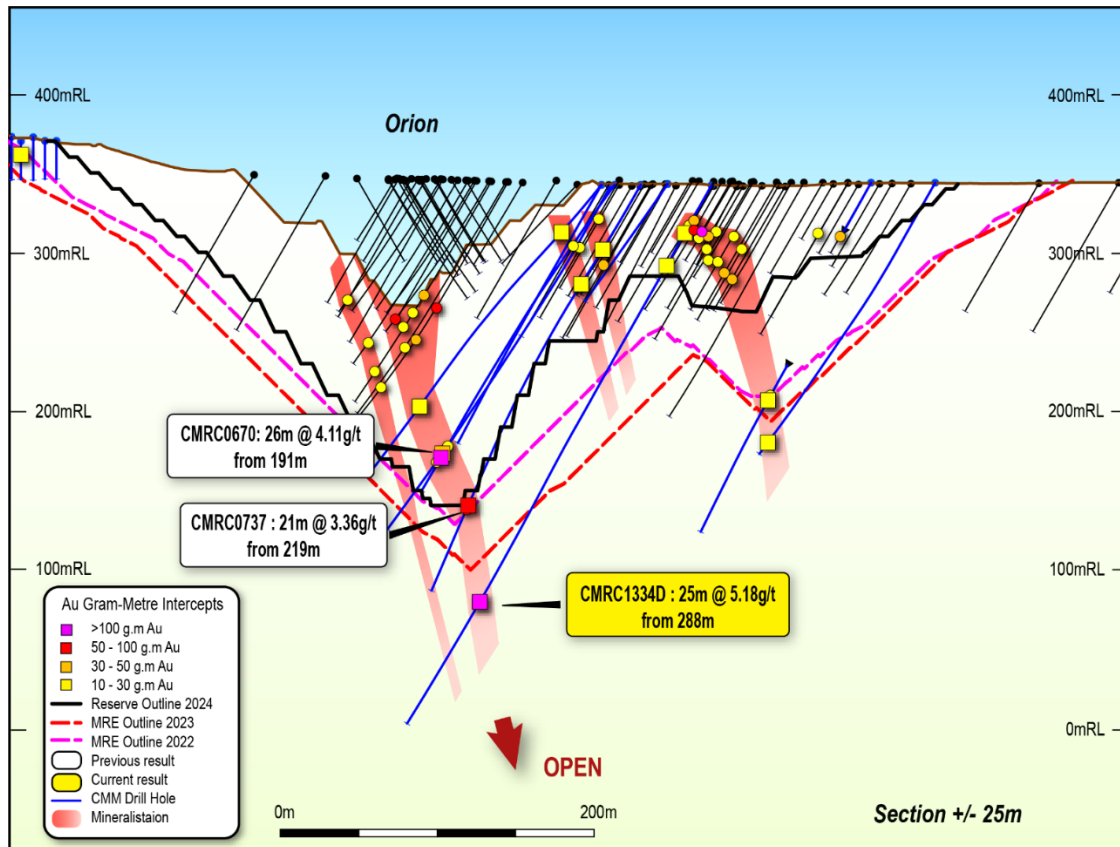 400mRL
400mRL
Orion
300mRL
300mRL
200mRL
200mRL
CMRC0670: 26m @ 4.11g/t
from 191m
CMRC0737 : 21m @ 3.36g/t
from 219m
100mRL
100mRL
CMRC1334D : 25m @ 5.18g/t
from 288m
Au Gram-Metre Intercepts
>100 g.m Au
50 - 100 g.m Au
30 - 50 g.m Au
10 - 30 g.m Au
Reserve Outline 2024
MRE Outline 2023
MRE Outline 2022
Previous result
Current result
CMM Drill Hole
Mineralistaion
0mRL
OPEN
0m
200m
Section +/- 25m